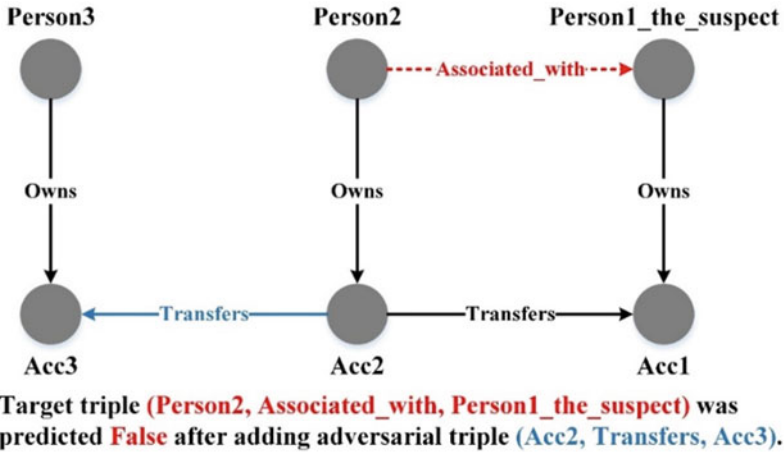 Person3 Person2 Person1_the_suspect
Associated_with
Owns Owns Owns
Transfers Transfers
Acc3 Acc2 Acc1
Target triple (Person2, Associated_with, Person1_the_suspect) was
predicted False after adding adversarial triple (Acc2, Transfers, Acc3).